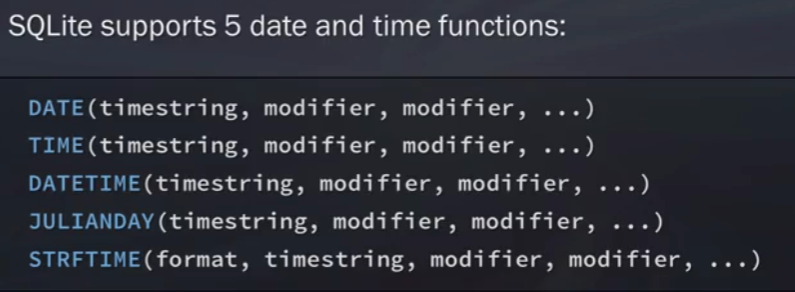 SQLite supports 5 date and time functions:
DATE(timestring, modifier, modifier, ...)
TIME(timestring, modifier, modifier, ...)
DATETIME(timestring, modifier, modifier, ...)
JULIANDAY(timestring, modifier, modifier, ...)
STRFTIME(format, timestring, modifier, modifier, ...)